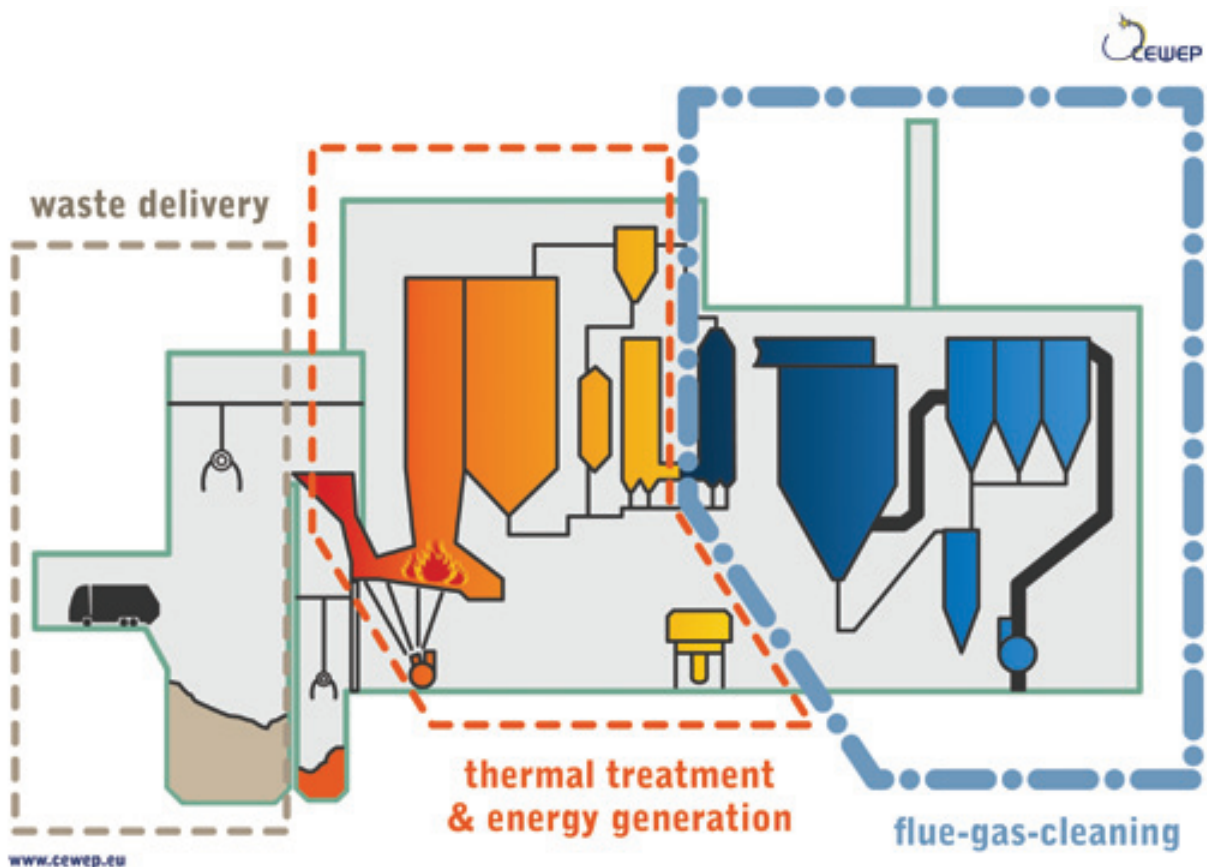 CEWEP
waste delivery
thermal treatment
& energy generation
flue-gas-cleaning
www.cewep.eu